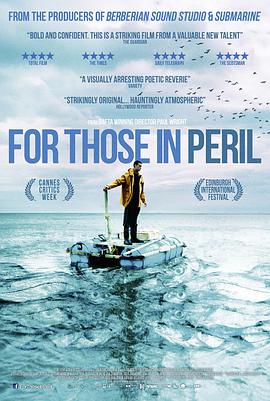 FROM THE PRODUCERS OF BERBERIAN SOUND STUDIO & SUBMARINE
"BOLD AND CONFIDENT. THIS IS A STRIKING FILM FROM A VALUABLE NEW TALENT"
THE GUARDIAN
★★★★ ★★★★ ★★★★ ★★★★
TOTAL FILM THE TIMES DAILY TELEGRAPH THE SCOTSMAN
"A VISUALLY ARRESTING POETIC REVERIE"
VARIETY
"STRIKINGLY ORIGINAL... HAUNTINGLY ATMOSPHERIC"
HOLLYWOOD REPORTER
FROM BAFTA WINNING DIRECTOR PAUL WRIGHT
FOR THOSE IN PERIL
CANNES
CRITICS
WEEK
EDINBURGH
INTERNATIONAL
FESTIVAL